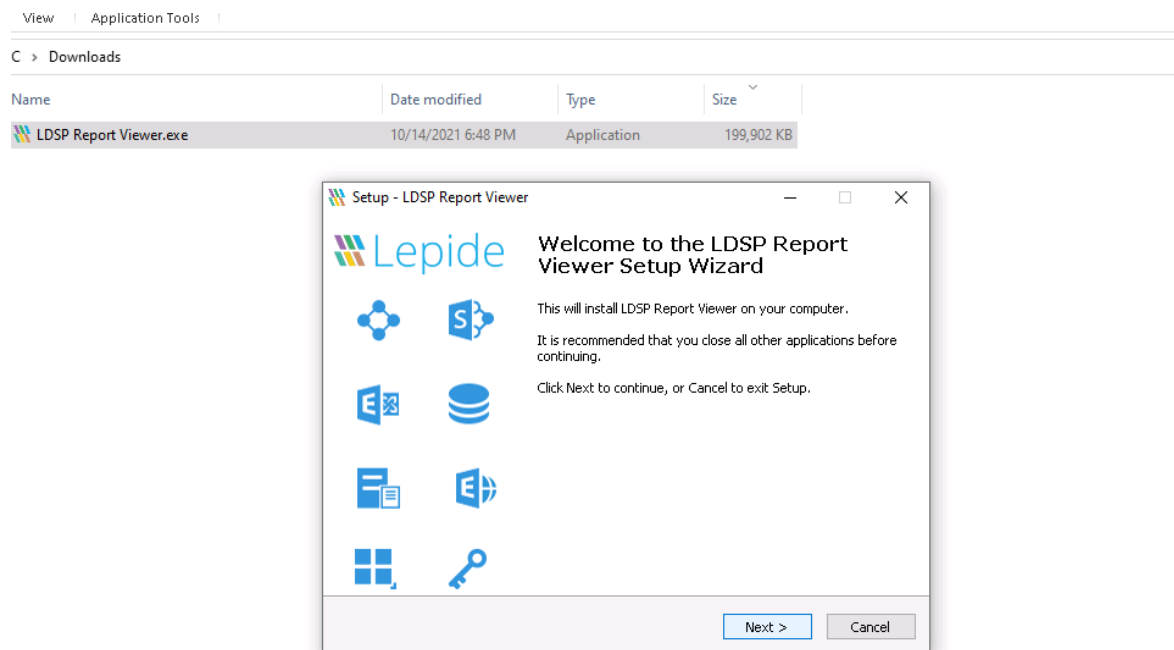 View Application Tools
C > Downloads
Name Date modified Type Size
LDSP Report Viewer.exe 10/14/2021 6:48 PM Application 199,902 KB
Setup - LDSP Report Viewer
Lepide
Welcome to the LDSP Report
Viewer Setup Wizard
This will install LDSP Report Viewer on your computer.
It is recommended that you close all other applications before
continuing.
Click Next to continue, or Cancel to exit Setup.
S
E
E
Next > Cancel